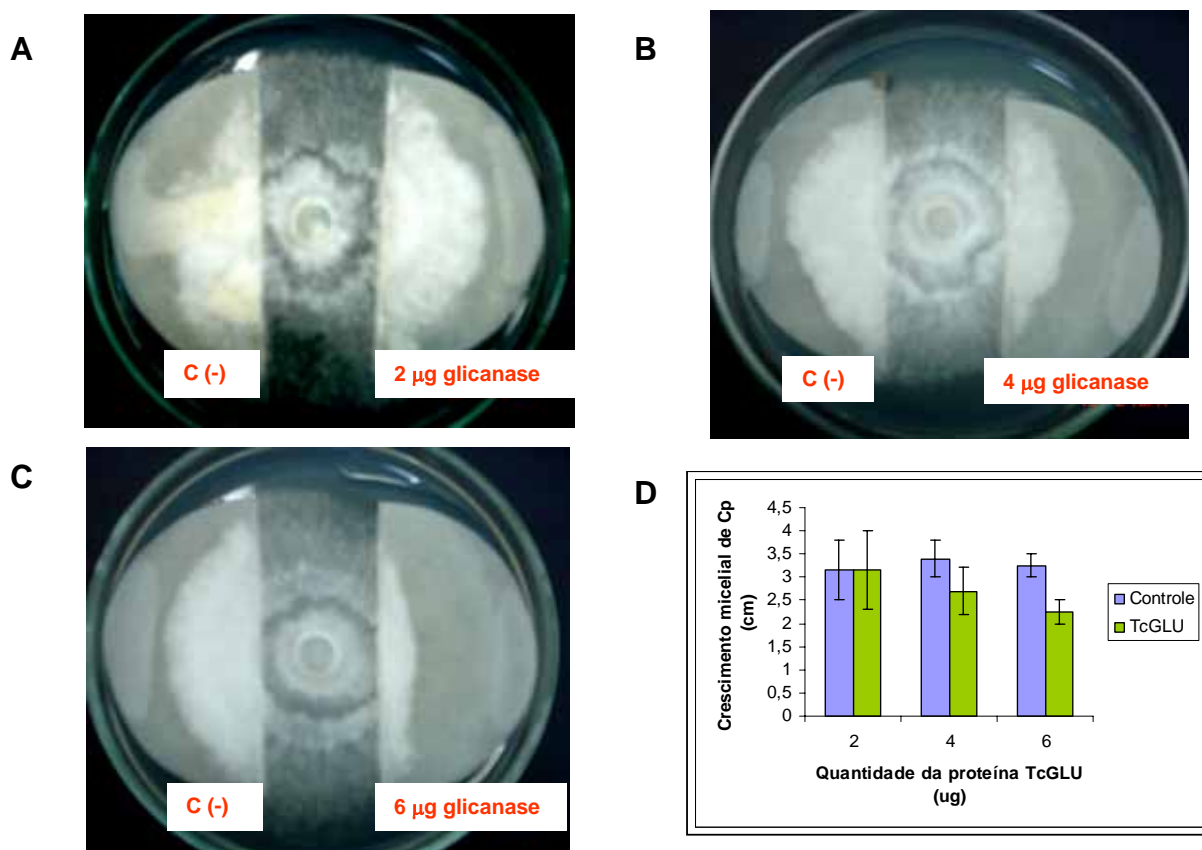 A
C (-)
2 µg glicanase
B
C (-)
4 µg glicanase
C
C (-)
6 µg glicanase
D
Crescimento micelial de Cp
(cm)
4,5
4
3,5
3
2,5
2
1,5
1
0,5
0
2
4
6
Quantidade da proteína TcGLU
(ug)
Controle
TcGLU